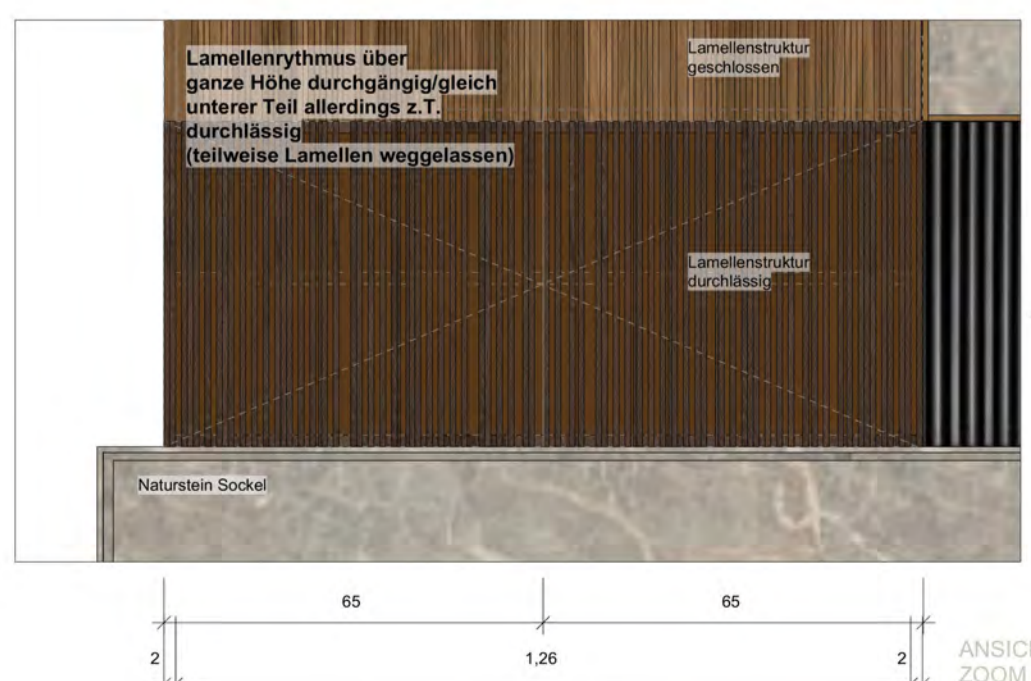 Lamellenrythmus über
ganze Höhe durchgängig/gleich
unterer Teil allerdings z.T.
durchlässig
(teilweise Lamellen weggelassen)
Lamellenstruktur
geschlossen
Lamellenstruktur
durchlässig
Naturstein Sockel
65 65
2 1,26 2
ZOOM